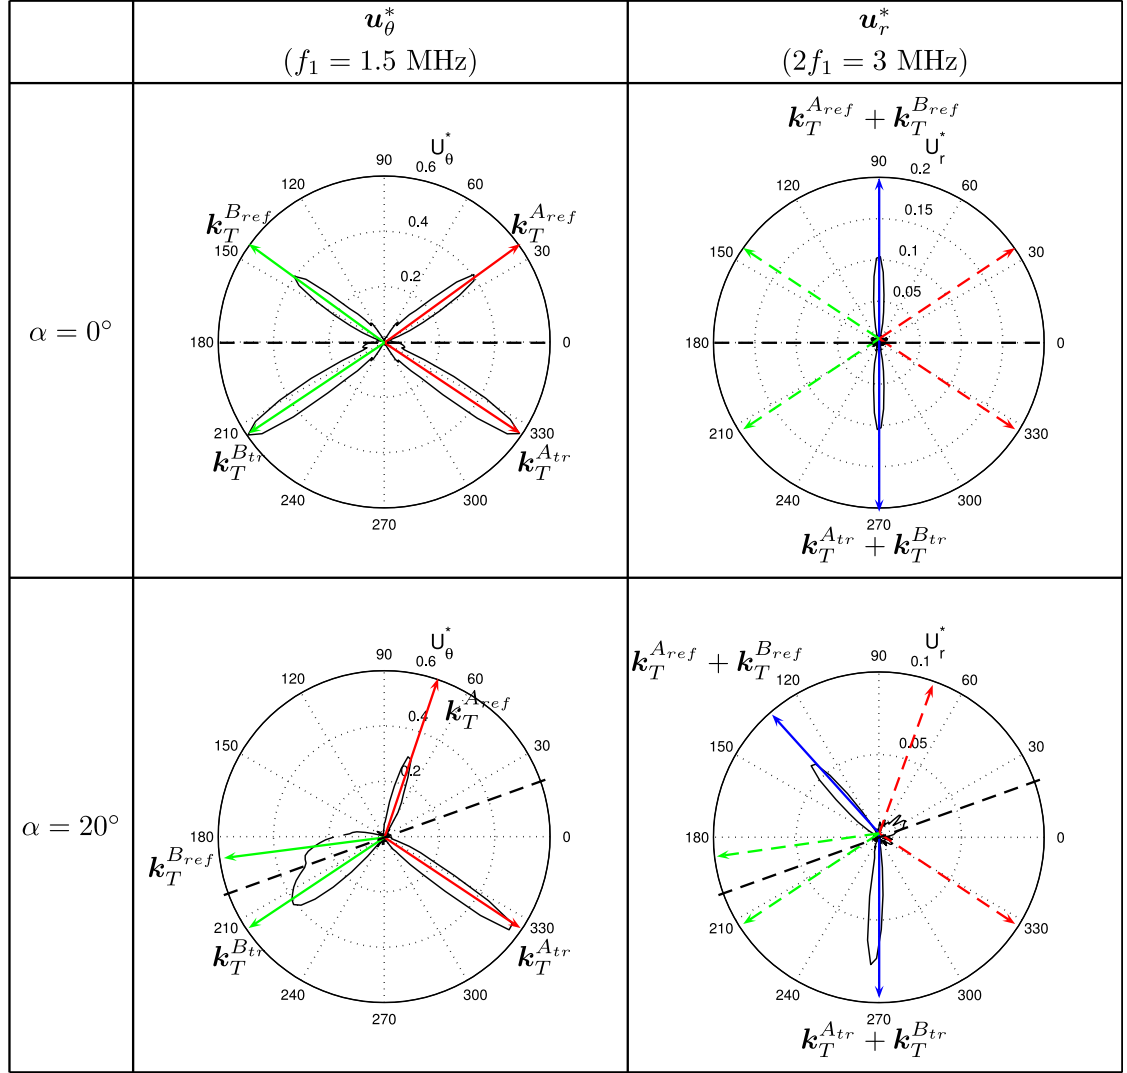 u*_θ
(f₁ = 1.5 MHz)
u*_r
(2f₁ = 3 MHz)
α = 0°
U*_θ
90
0.6
120
60
k_T^{B_ref}
0.4
k_T^{A_ref}
150
30
0.2
180
0
210
330
k_T^{B_tr}
k_T^{A_tr}
240
300
270
k_T^{A_ref} + k_T^{B_ref}
U*_r
90
0.2
120
60
0.15
150
30
0.1
0.05
180
0
210
330
240
300
270
k_T^{A_tr} + k_T^{B_tr}
α = 20°
U*_θ
90
0.6
120
60
k_T^{A_ref}
0.4
150
30
0.2
180
0
k_T^{B_ref}
210
330
k_T^{B_tr}
k_T^{A_tr}
240
300
270
k_T^{A_ref} + k_T^{B_ref}
U*_r
90
0.1
120
60
150
0.05
30
180
0
210
330
240
300
270
k_T^{A_tr} + k_T^{B_tr}